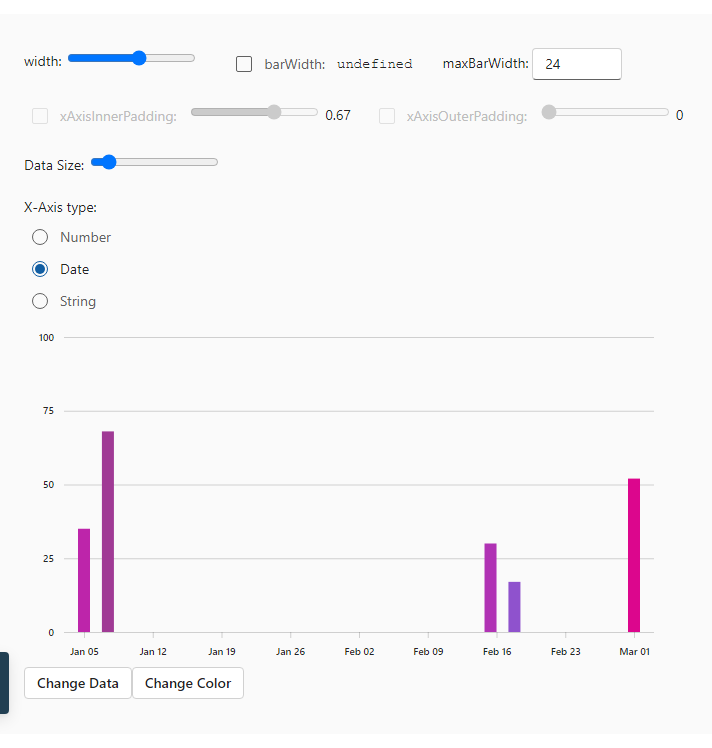 width: barWidth: undefined maxBarWidth: 24
xAxisInnerPadding: 0.67 xAxisOuterPadding: 0
Data Size:
X-Axis type:
Number
Date
String
100
75
50
25
0
Jan 05 Jan 12 Jan 19 Jan 26 Feb 02 Feb 09 Feb 16 Feb 23 Mar 01
Change Data Change Color